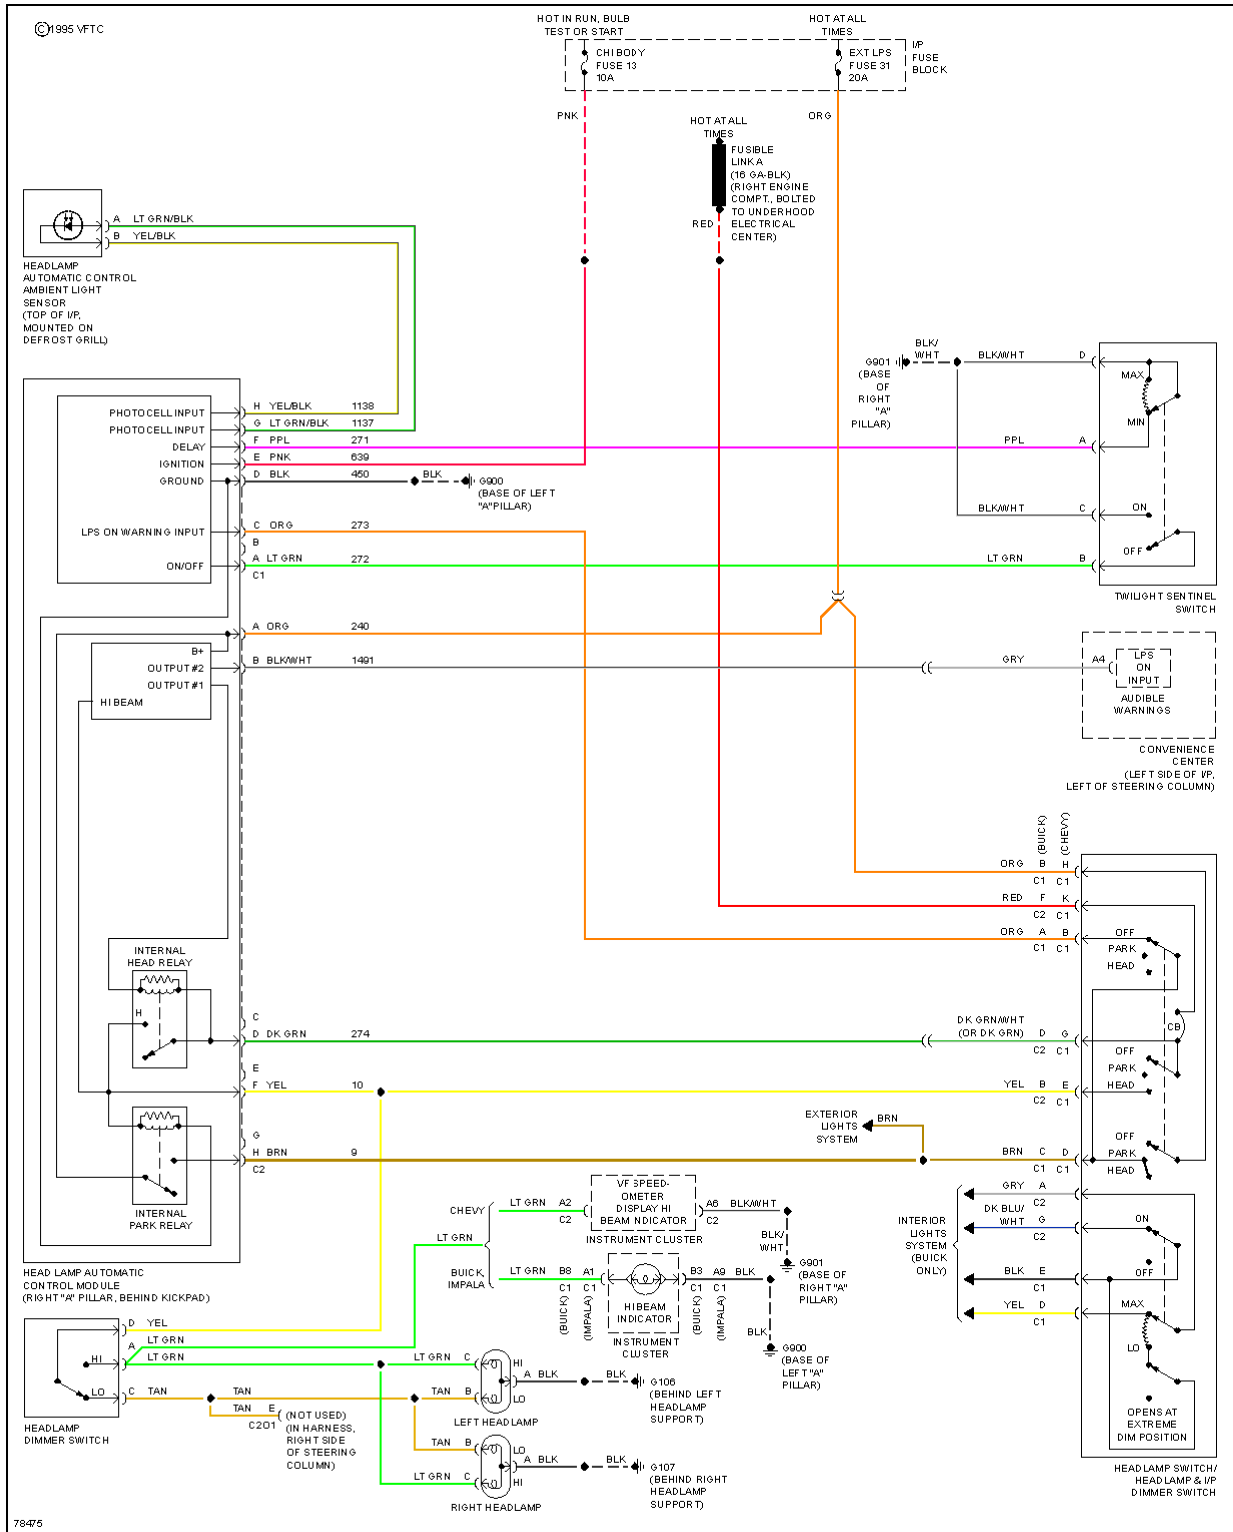 ©1995 VFTC
HOT IN RUN, BULB
TEST OR START
HOT AT ALL
TIMES
CHI BODY
FUSE 13
10A
EXT LPS
FUSE 31
20A
I/P
FUSE
BLOCK
PNK
ORG
HOT AT ALL
TIMES
FUSIBLE
LINK A
(16 GA-BLK)
(RIGHT ENGINE
COMPT., BOLTED
TO UNDERHOOD
ELECTRICAL
CENTER)
RED
A LT GRN/BLK
B YEL/BLK
HEADLAMP
AUTOMATIC CONTROL
AMBIENT LIGHT
SENSOR
(TOP OF I/P,
MOUNTED ON
DEFROST GRILL)
G901
(BASE
OF
RIGHT
"A"
PILLAR)
BLK/
WHT
BLK/WHT D
MAX
MIN
PPL A
BLK/WHT C ON
OFF
LT GRN B
TWILIGHT SENTINEL
SWITCH
PHOTOCELL INPUT H YEL/BLK 1138
PHOTOCELL INPUT G LT GRN/BLK 1137
DELAY F PPL 271
IGNITION E PNK 639
GROUND D BLK 450 BLK G900
(BASE OF LEFT
"A"PILLAR)
LPS ON WARNING INPUT C ORG 273
B
ON/OFF A LT GRN 272
C1
A ORG 240
B+
OUTPUT #2 B BLK/WHT 1491
OUTPUT #1
HI BEAM
GRY A4
LPS
ON
INPUT
AUDIBLE
WARNINGS
CONVENIENCE
CENTER
(LEFT SIDE OF I/P,
LEFT OF STEERING COLUMN)
(BUICK)
(CHEVY)
ORG B H
C1 C1
RED F K
C2 C1
ORG A B
C1 C1
OFF
PARK
HEAD
CB
INTERNAL
HEAD RELAY
H
C
D DK GRN 274
DK GRN/WHT
(OR DK GRN) D G
C2 C1
OFF
PARK
HEAD
E
F YEL 10
YEL B E
C2 C1
EXTERIOR
LIGHTS
SYSTEM
BRN
G
H BRN 9
C2
BRN C D
C1 C1
OFF
PARK
HEAD
INTERNAL
PARK RELAY
HEAD LAMP AUTOMATIC
CONTROL MODULE
(RIGHT "A" PILLAR, BEHIND KICKPAD)
INTERIOR
LIGHTS
SYSTEM
(BUICK
ONLY)
GRY A
C2
DK BLU/
WHT G
C2
ON
OFF
BLK E
C1
YEL D
C1
MAX
LO
OPENS AT
EXTREME
DIM POSITION
HEADLAMP SWITCH/
HEADLAMP & I/P
DIMMER SWITCH
CHEVY
LT GRN A2
C2
VF SPEED-
OMETER
DISPLAY HI
BEAM INDICATOR
A6 BLK/WHT
C2
INSTRUMENT CLUSTER
BLK/
WHT
G901
(BASE OF
RIGHT "A"
PILLAR)
LT GRN
BUICK,
IMPALA
LT GRN B8 A1
C1 C1
(BUICK)
(IMPALA)
HI BEAM
INDICATOR
INSTRUMENT
CLUSTER
B3 A9 BLK
C1 C1
(BUICK)
(IMPALA)
BLK
G900
(BASE OF
LEFT "A"
PILLAR)
D YEL
A LT GRN
HI LT GRN
LO C TAN
HEADLAMP
DIMMER SWITCH
TAN
TAN E
C201
(NOT USED)
(IN HARNESS,
RIGHT SIDE
OF STEERING
COLUMN)
LT GRN C HI
TAN B LO
A BLK BLK G106
(BEHIND LEFT
HEADLAMP
SUPPORT)
LEFT HEADLAMP
TAN B LO
LT GRN C HI
A BLK BLK G107
(BEHIND RIGHT
HEADLAMP
SUPPORT)
RIGHT HEADLAMP
78475